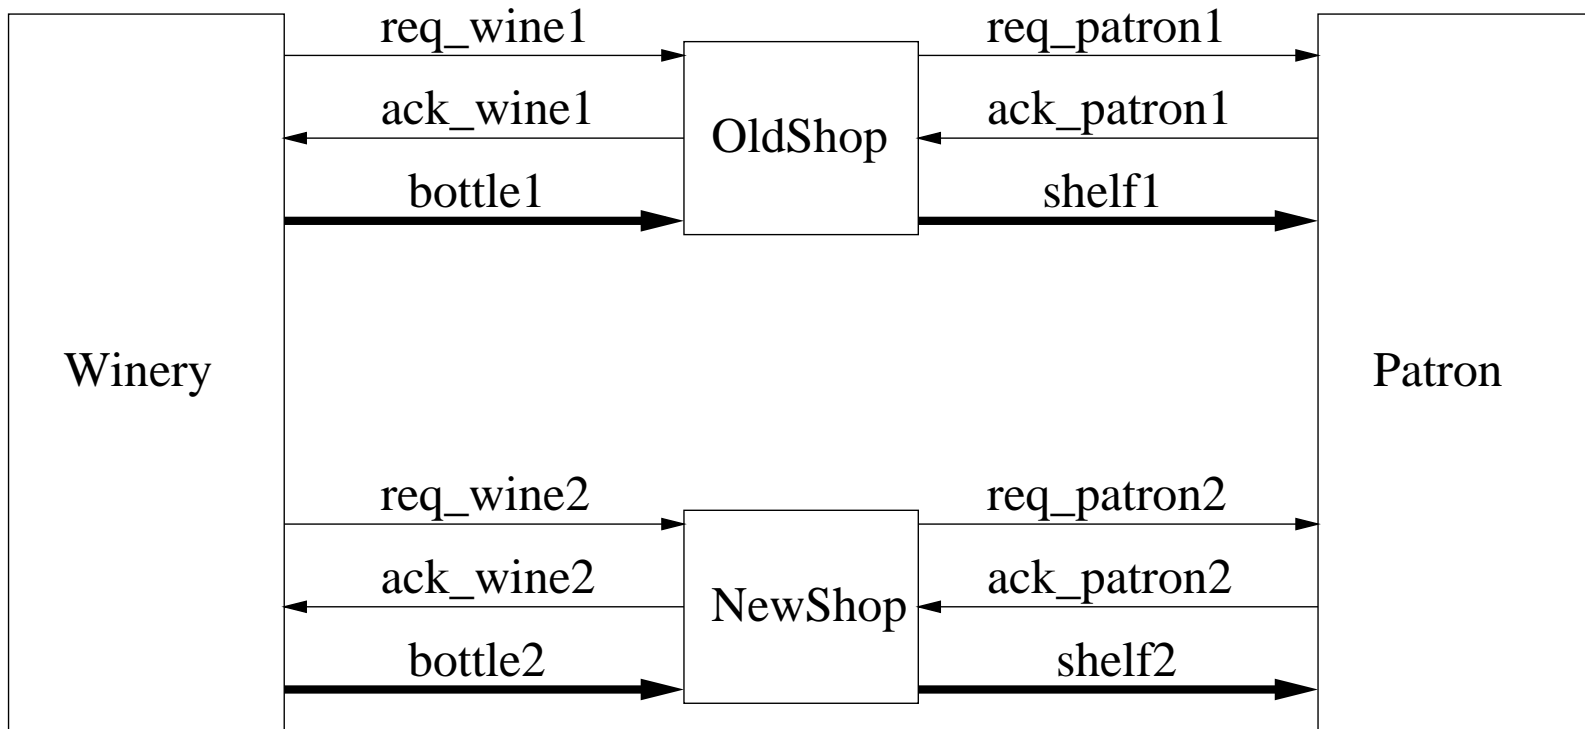 req_wine1
req_patron1
ack_wine1
ack_patron1
OldShop
bottle1
shelf1
Winery
Patron
req_wine2
req_patron2
ack_wine2
ack_patron2
NewShop
bottle2
shelf2